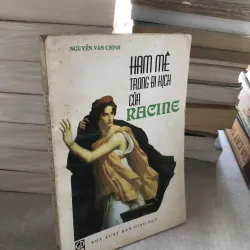 NGUYỄN VĂN CHÍNH
HAM MÊ
TRONG BI KỊCH
CỦA
RACINE
NHÀ XUẤT BẢN GIÁO DỤC